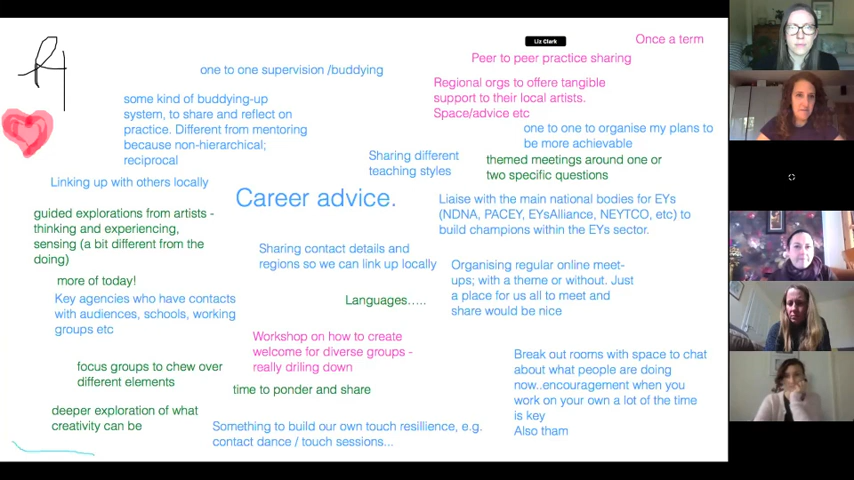 Liz Clark
Once a term
Peer to peer practice sharing
one to one supervision /buddying
Regional orgs to offere tangible
support to their local artists.
Space/advice etc
some kind of buddying-up
system, to share and reflect on
practice. Different from mentoring
because non-hierarchical;
reciprocal
one to one to organise my plans to
be more achievable
Sharing different
teaching styles
themed meetings around one or
two specific questions
Linking up with others locally
Career advice.
Liaise with the main national bodies for EYs
(NDNA, PACEY, EYsAlliance, NEYTCO, etc) to
build champions within the EYs sector.
guided explorations from artists -
thinking and experiencing,
sensing (a bit different from the
doing)
Sharing contact details and
regions so we can link up locally
Organising regular online meet-
ups; with a theme or without. Just
a place for us all to meet and
share would be nice
more of today!
Key agencies who have contacts
with audiences, schools, working
groups etc
Languages.....
Workshop on how to create
welcome for diverse groups -
really driling down
Break out rooms with space to chat
about what people are doing
now..encouragement when you
work on your own a lot of the time
is key
Also tham
focus groups to chew over
different elements
time to ponder and share
deeper exploration of what
creativity can be
Something to build our own touch resillience, e.g.
contact dance / touch sessions...